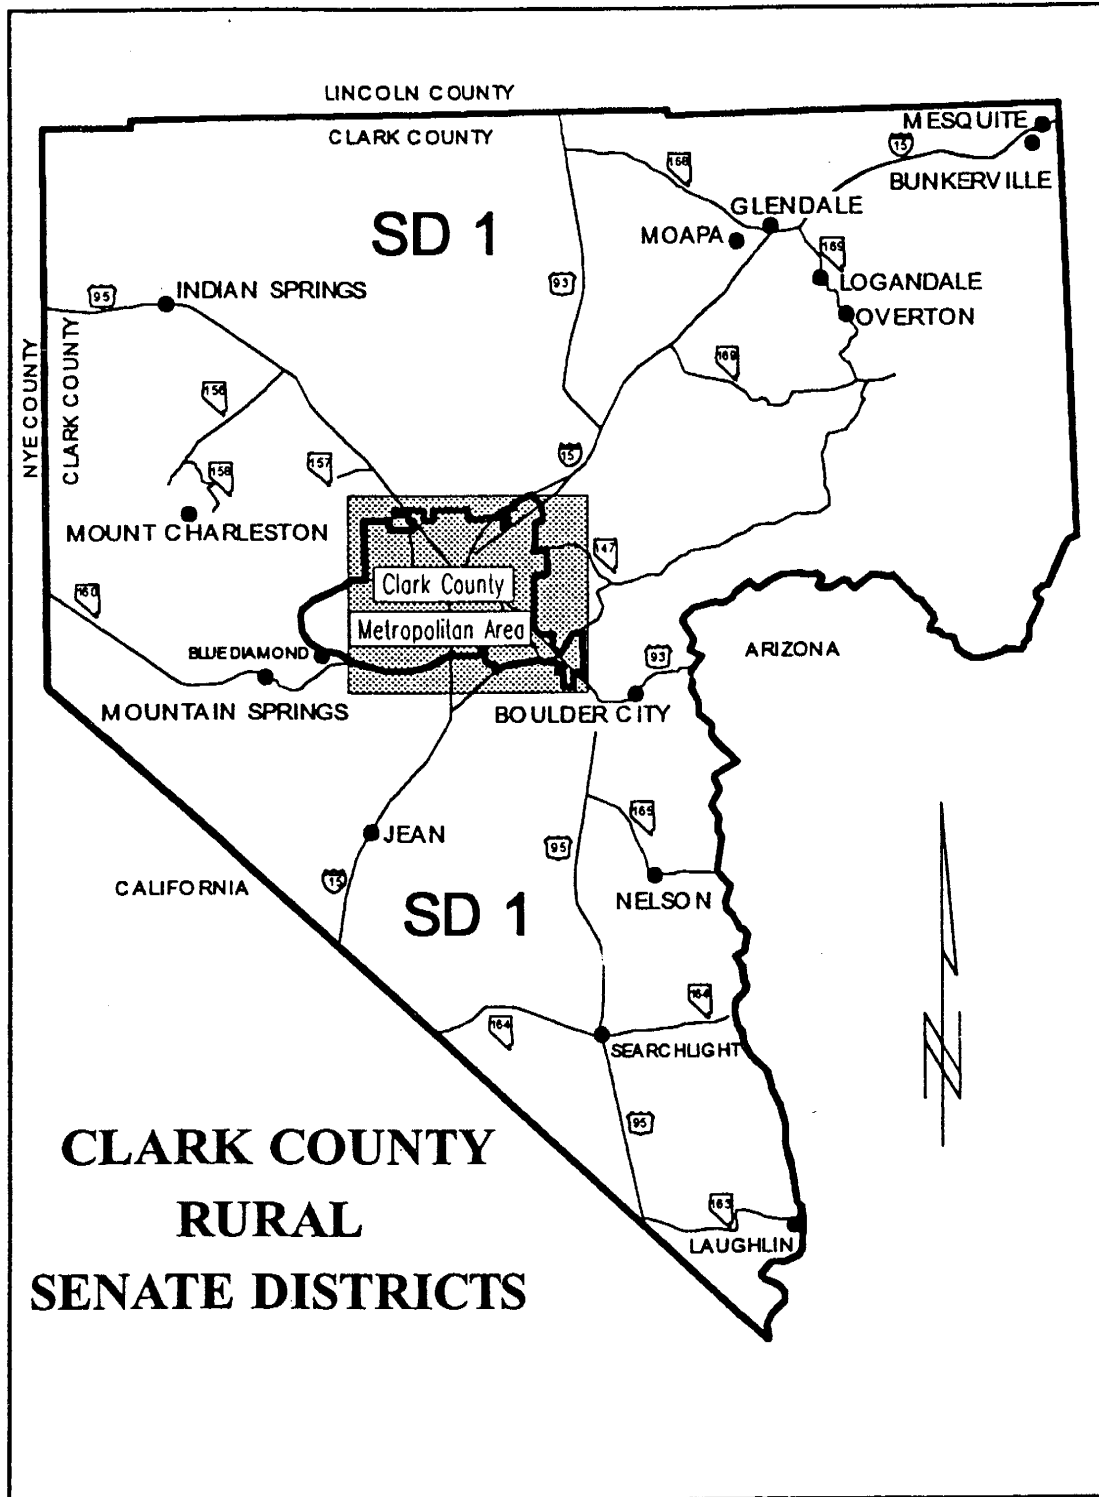 LINCOLN COUNTY
CLARK COUNTY
MESQUITE
15
BUNKERVILLE
168
GLENDALE
MOAPA
SD 1
169
LOGANDALE
93
95
INDIAN SPRINGS
OVERTON
NYE COUNTY
CLARK COUNTY
169
156
15
157
158
MOUNT CHARLESTON
147
Clark County
160
Metropolitan Area
BLUE DIAMOND
93
ARIZONA
MOUNTAIN SPRINGS
BOULDER CITY
165
JEAN
95
15
CALIFORNIA
NELSON
SD 1
164
164
SEARCHLIGHT
95
N
CLARK COUNTY
RURAL
SENATE DISTRICTS
163
LAUGHLIN